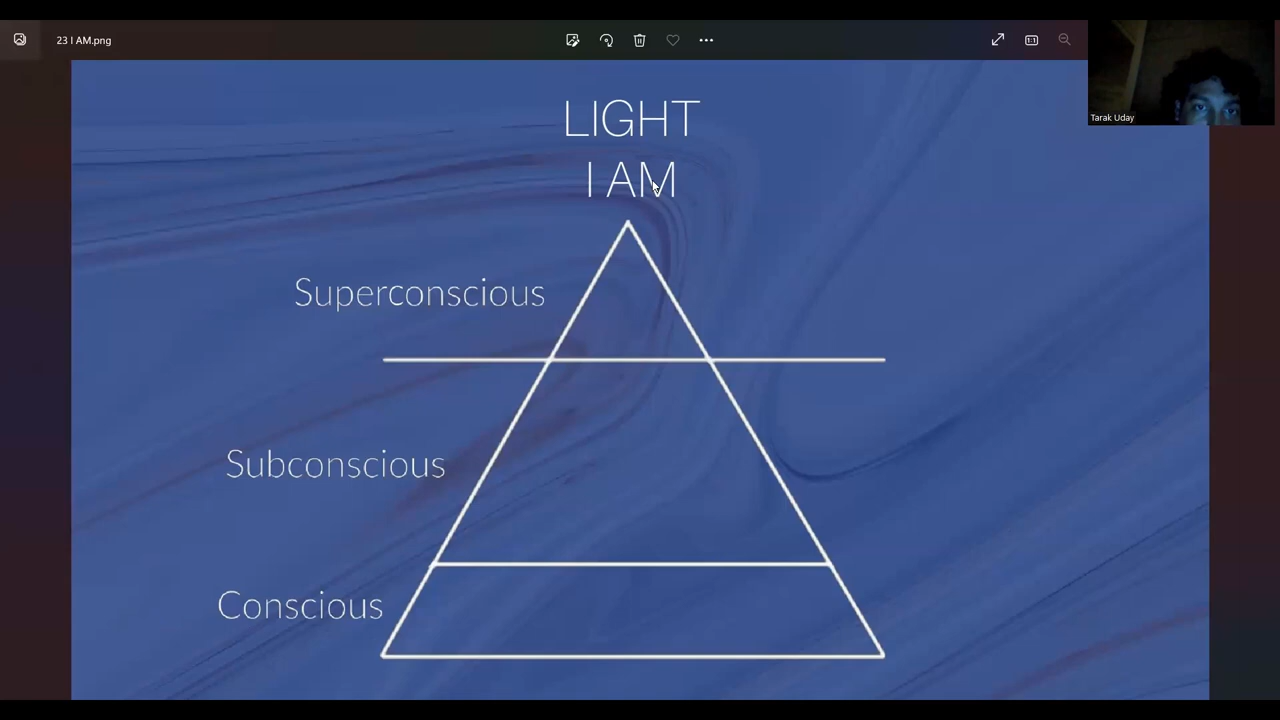 23 I AM.png
Tarak Uday
LIGHT
I AM
Superconscious
Subconscious
Conscious